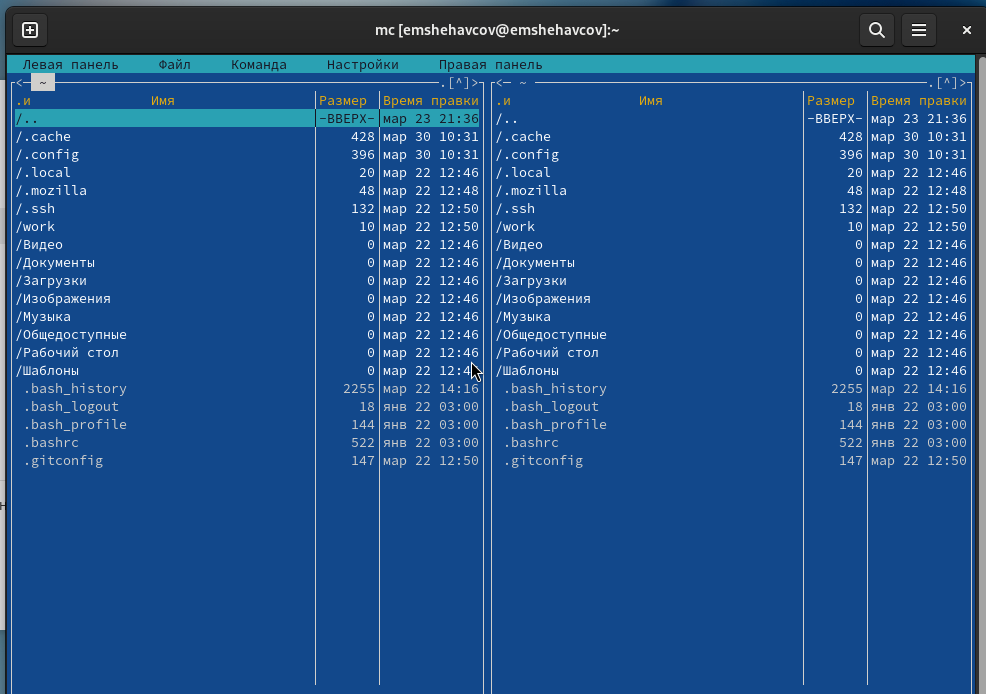 mc [emshehavcov@emshehavcov]:~
Левая панель Файл Команда Настройки Правая панель
<─ ~ ─.[^]>┐ ┌<─ ~ ─.[^]>
.и Имя Размер Время правки .и Имя Размер Время правки
/.. -ВВЕРХ- мар 23 21:36 /.. -ВВЕРХ- мар 23 21:36
/.cache 428 мар 30 10:31 /.cache 428 мар 30 10:31
/.config 396 мар 30 10:31 /.config 396 мар 30 10:31
/.local 20 мар 22 12:46 /.local 20 мар 22 12:46
/.mozilla 48 мар 22 12:48 /.mozilla 48 мар 22 12:48
/.ssh 132 мар 22 12:50 /.ssh 132 мар 22 12:50
/work 10 мар 22 12:50 /work 10 мар 22 12:50
/Видео 0 мар 22 12:46 /Видео 0 мар 22 12:46
/Документы 0 мар 22 12:46 /Документы 0 мар 22 12:46
/Загрузки 0 мар 22 12:46 /Загрузки 0 мар 22 12:46
/Изображения 0 мар 22 12:46 /Изображения 0 мар 22 12:46
/Музыка 0 мар 22 12:46 /Музыка 0 мар 22 12:46
/Общедоступные 0 мар 22 12:46 /Общедоступные 0 мар 22 12:46
/Рабочий стол 0 мар 22 12:46 /Рабочий стол 0 мар 22 12:46
/Шаблоны 0 мар 22 /Шаблоны 0 мар 22 12:46
.bash_history 2255 мар 22 14:16 .bash_history 2255 мар 22 14:16
.bash_logout 18 янв 22 03:00 .bash_logout 18 янв 22 03:00
.bash_profile 144 янв 22 03:00 .bash_profile 144 янв 22 03:00
.bashrc 522 янв 22 03:00 .bashrc 522 янв 22 03:00
.gitconfig 147 мар 22 12:50 .gitconfig 147 мар 22 12:50